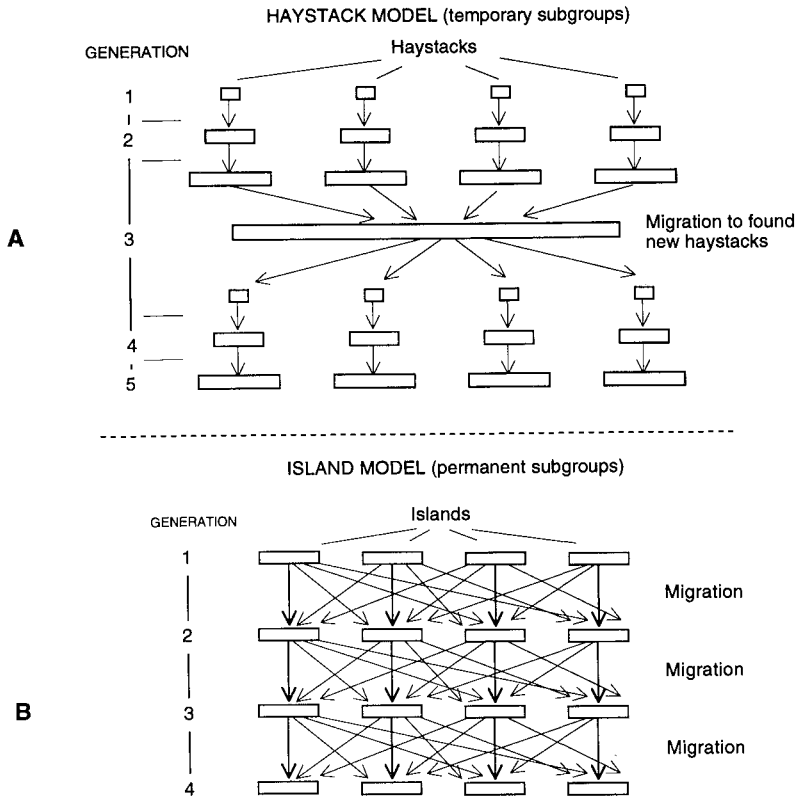 HAYSTACK MODEL (temporary subgroups)
GENERATION
Haystacks
1
2
A
3
Migration to found
new haystacks
4
5
ISLAND MODEL (permanent subgroups)
GENERATION
Islands
1
Migration
2
Migration
B
3
Migration
4